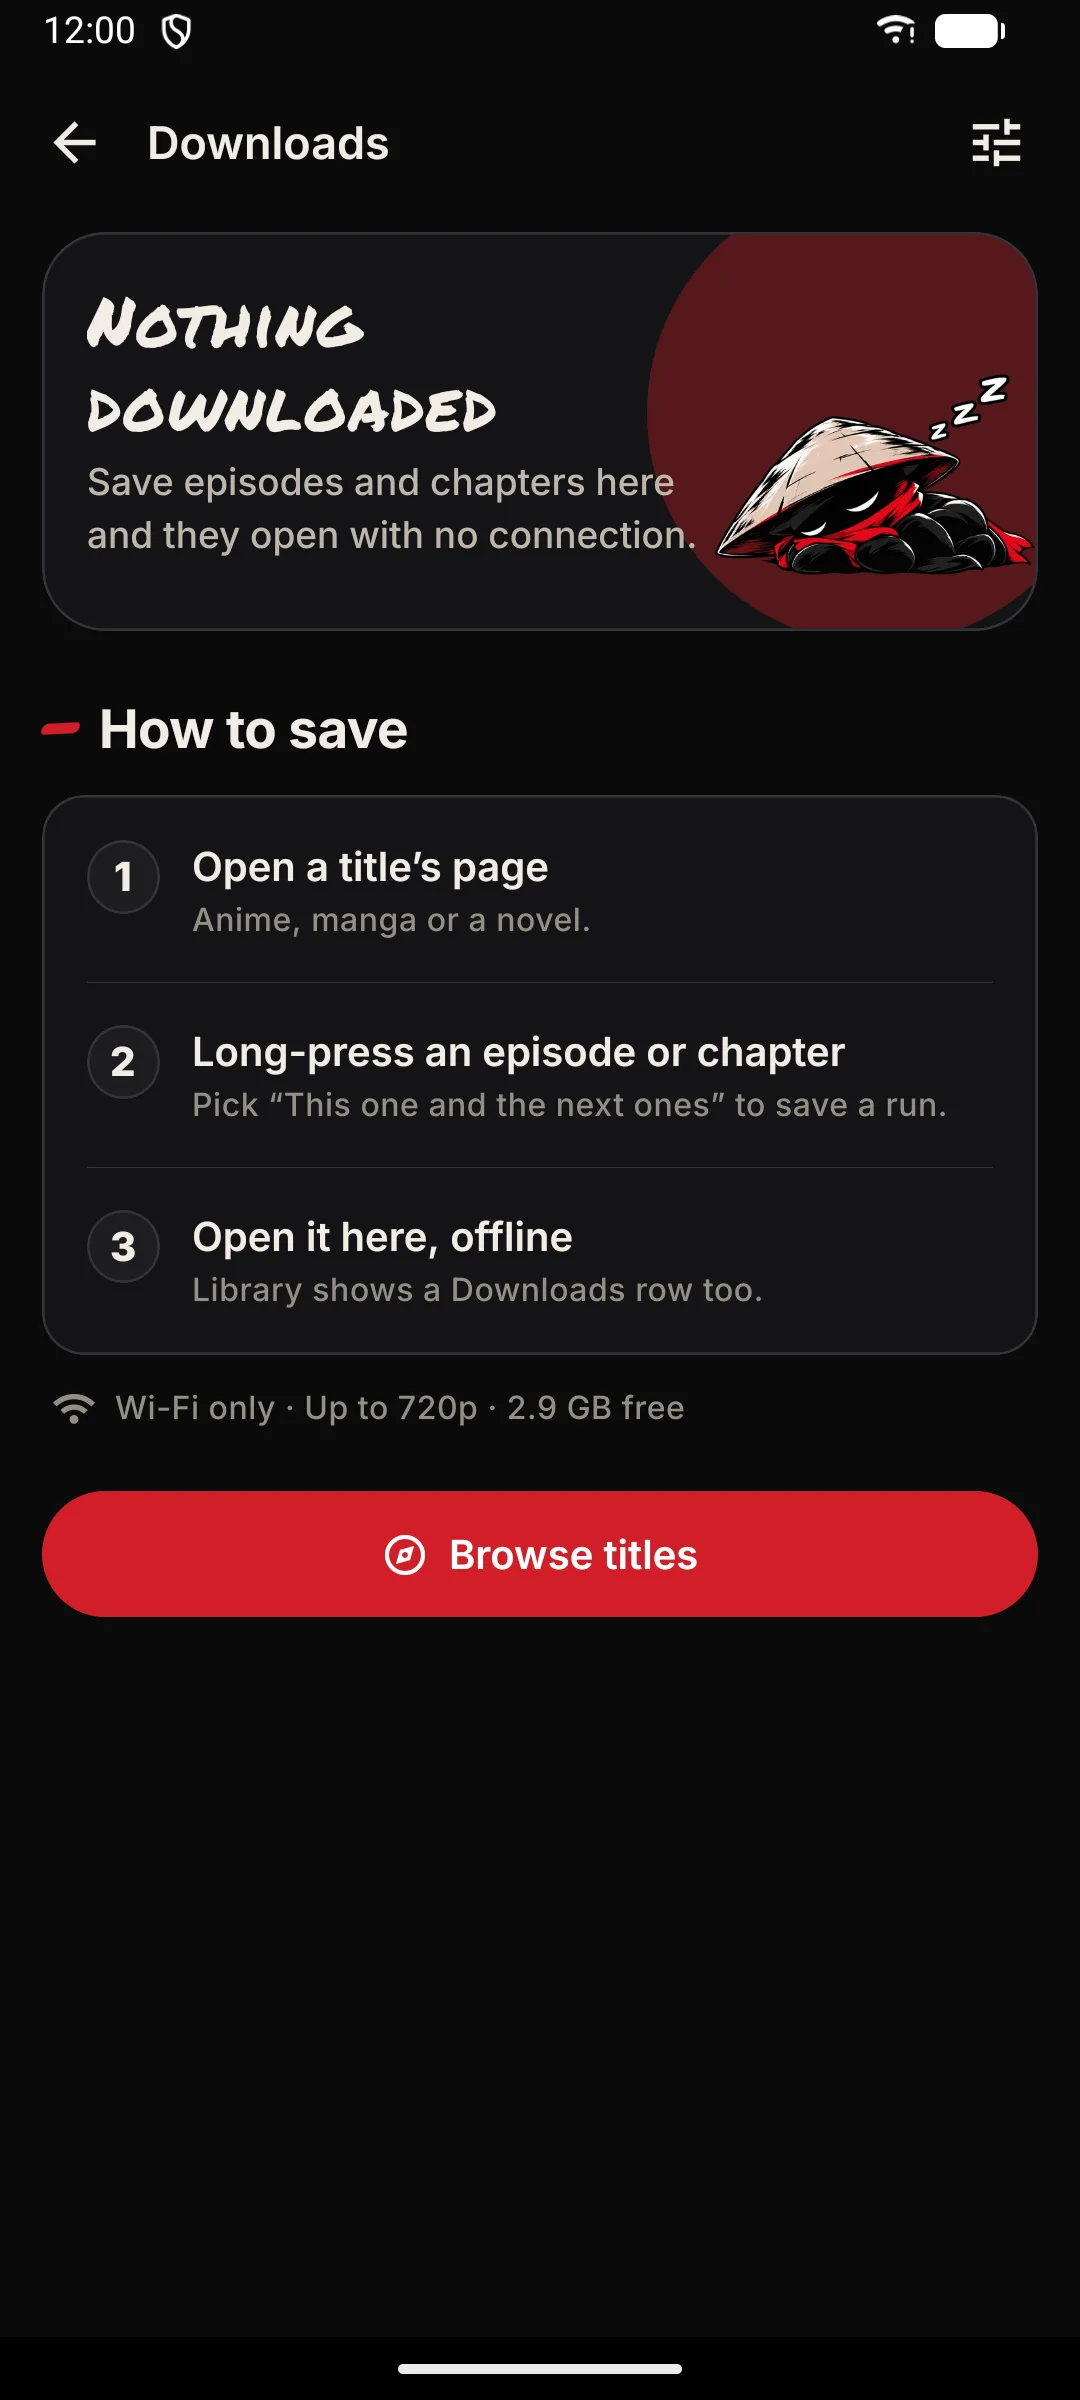 12:00
Downloads
Nothing
downloaded
z z Z
Save episodes and chapters here
and they open with no connection.
How to save
1
Open a title’s page
Anime, manga or a novel.
2
Long-press an episode or chapter
Pick “This one and the next ones” to save a run.
3
Open it here, offline
Library shows a Downloads row too.
Wi-Fi only · Up to 720p · 2.9 GB free
Browse titles